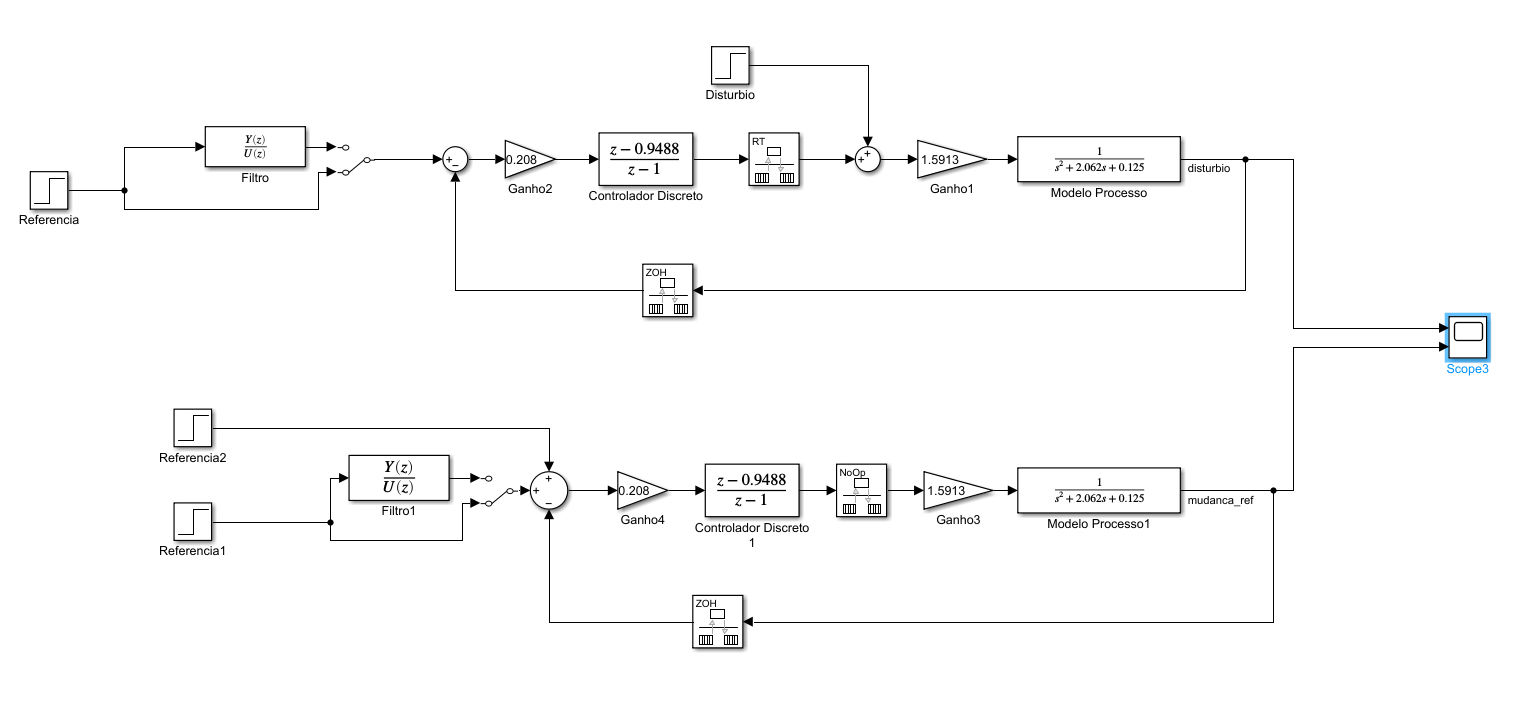 Disturbio
RT
Y(z)
U(z)
Filtro
Referencia
+
−
0.208
Ganho2
z − 0.9488
z − 1
Controlador Discreto
+
+
1.5913
Ganho1
1
s² + 2.062s + 0.125
Modelo Processo
disturbio
ZOH
Scope3
Referencia2
Y(z)
U(z)
Filtro1
Referencia1
+
+
−
0.208
Ganho4
z − 0.9488
z − 1
Controlador Discreto
1
NoOp
1.5913
Ganho3
1
s² + 2.062s + 0.125
Modelo Processo1
mudanca_ref
ZOH